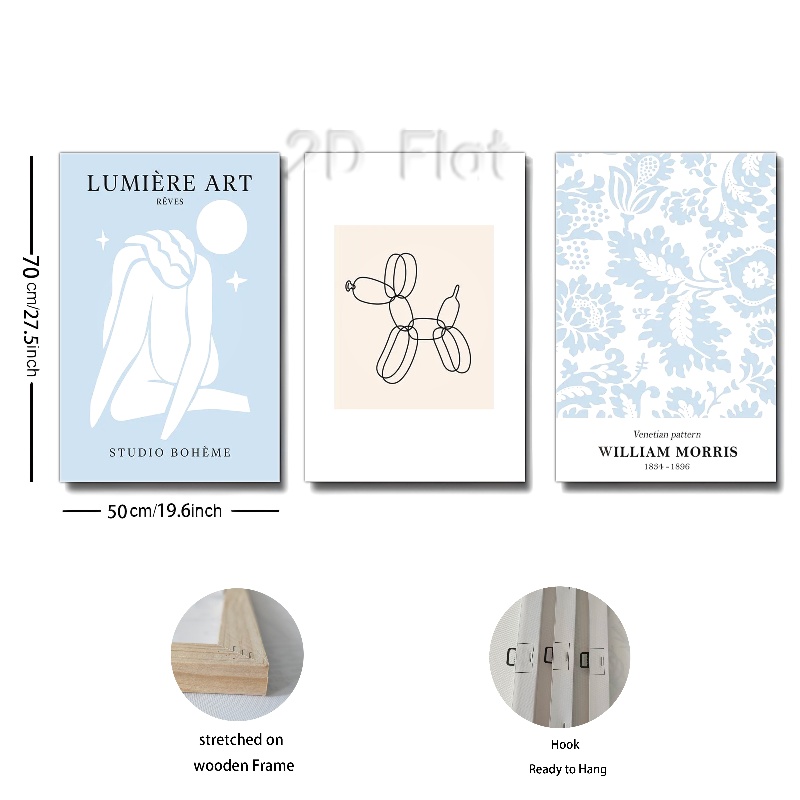 2D Flat
LUMIÈRE ART
RÊVES
STUDIO BOHÈME
Venetian pattern
WILLIAM MORRIS
1834-1896
70 cm/27.5inch
50cm/19.6inch
stretched on
wooden Frame
Hook
Ready to Hang